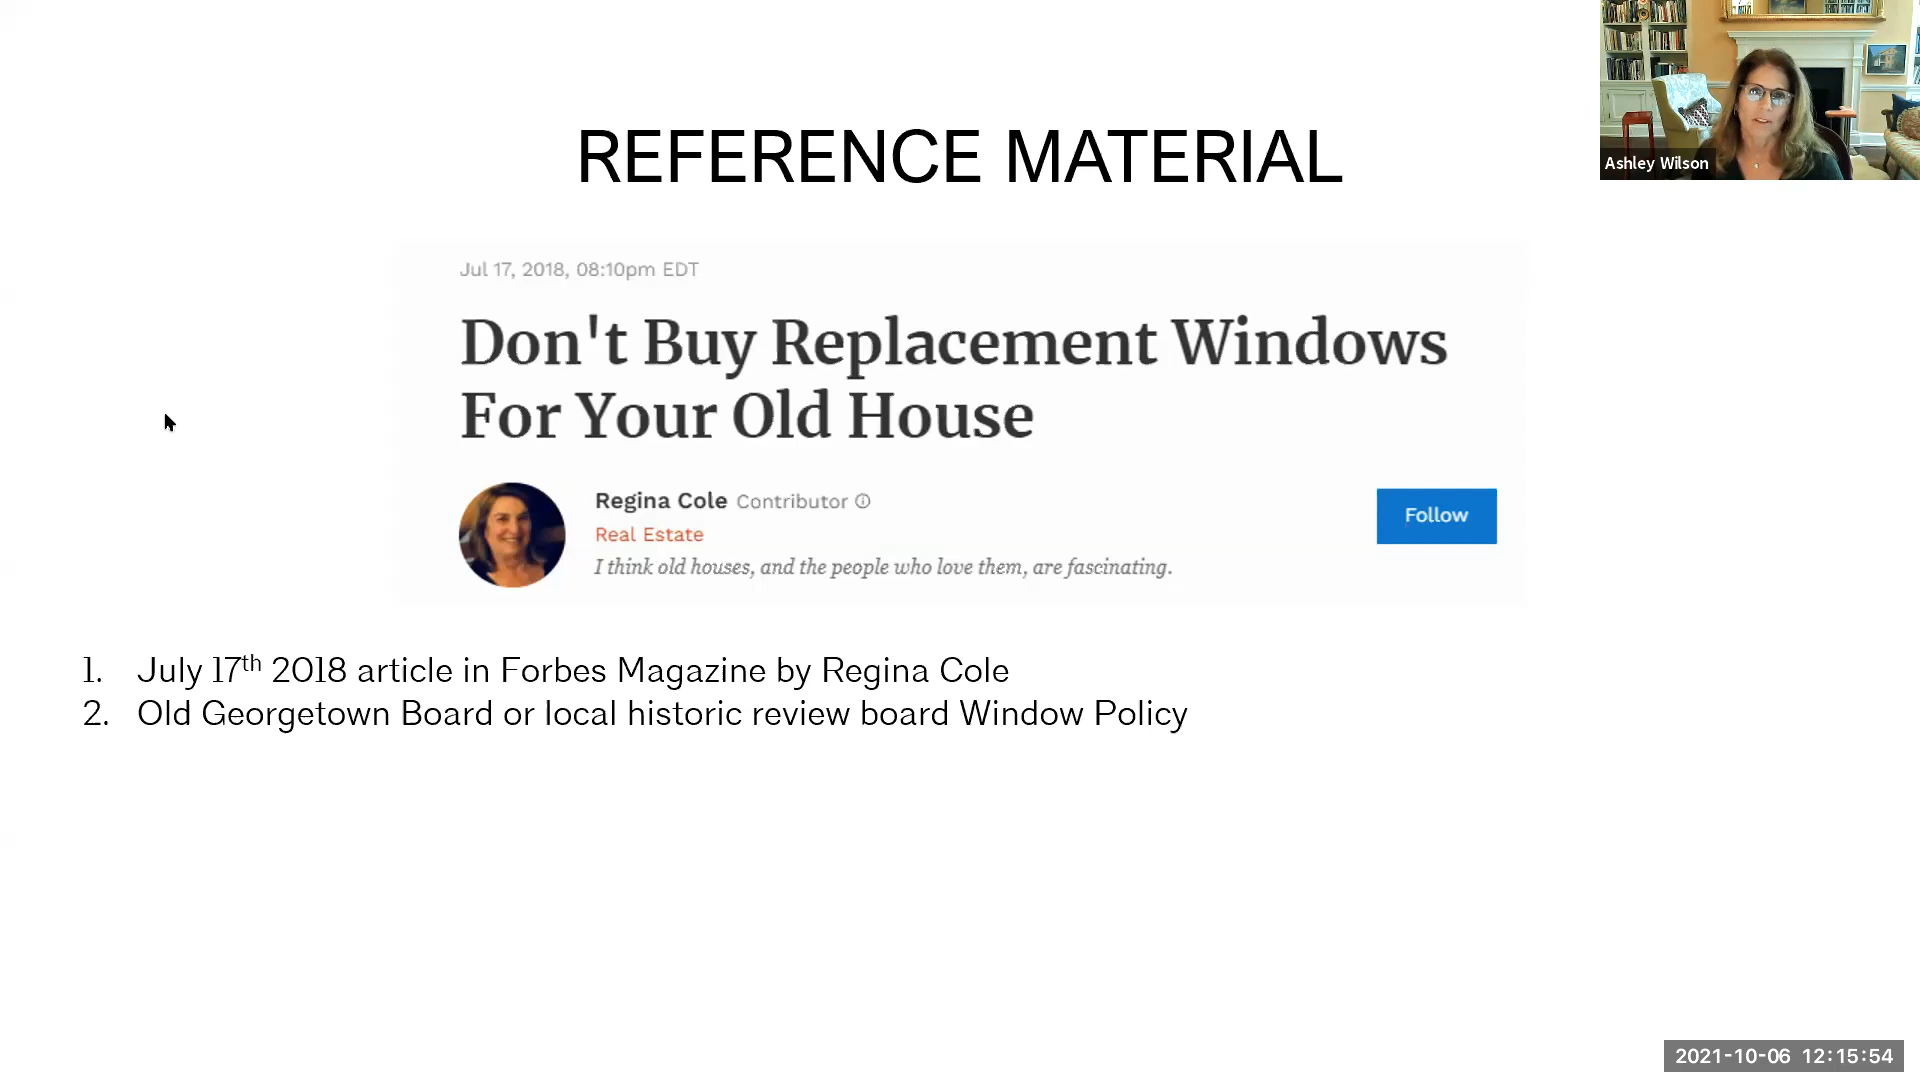 REFERENCE MATERIAL
Ashley Wilson
Jul 17, 2018, 08:10pm EDT
Don't Buy Replacement Windows
For Your Old House
Regina Cole Contributor ⓘ
Real Estate
I think old houses, and the people who love them, are fascinating.
Follow
1. July 17th 2018 article in Forbes Magazine by Regina Cole
2. Old Georgetown Board or local historic review board Window Policy
2021-10-06 12:15:54